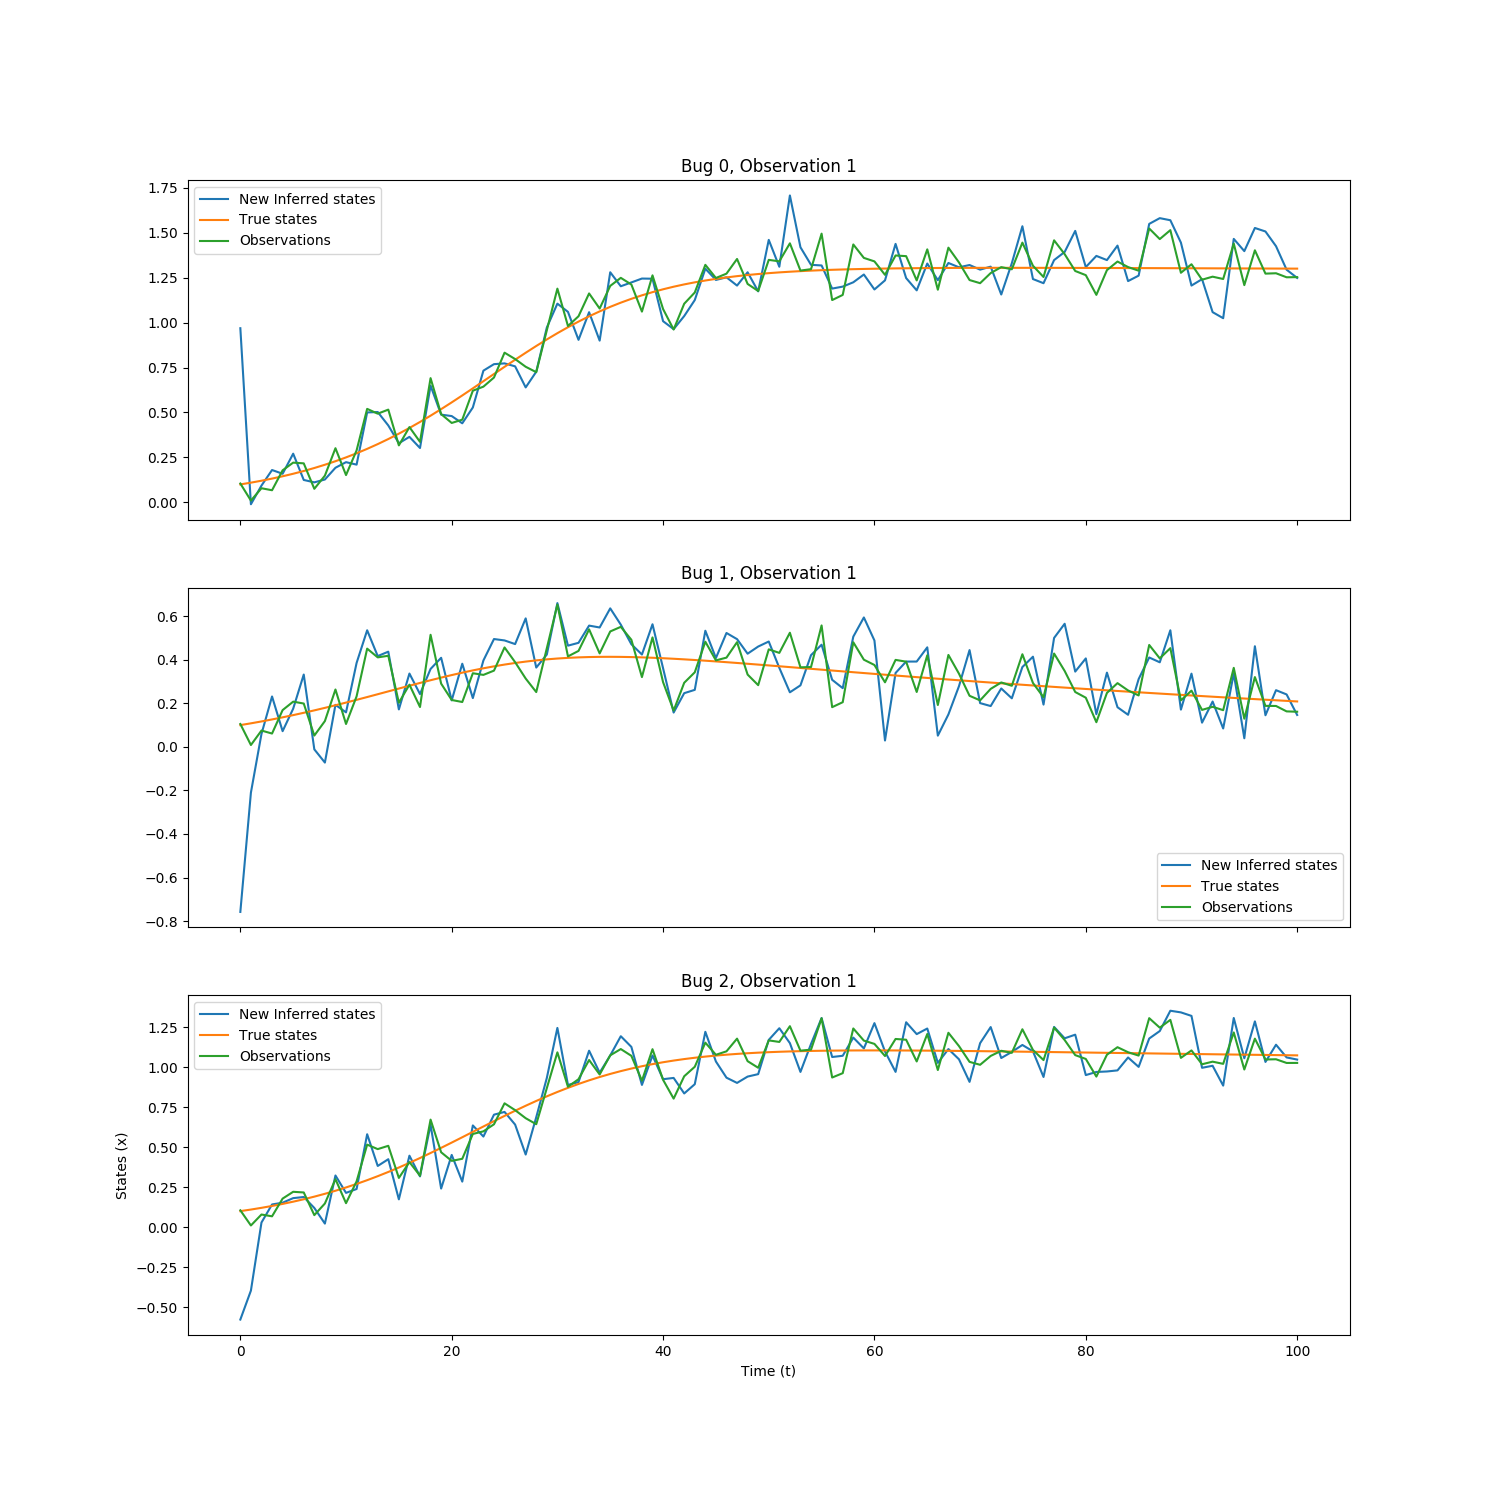 Bug 0, Observation 1
1.75
1.50
1.25
1.00
0.75
0.50
0.25
0.00
New Inferred states
True states
Observations
Bug 1, Observation 1
0.6
0.4
0.2
0.0
−0.2
−0.4
−0.6
−0.8
New Inferred states
True states
Observations
Bug 2, Observation 1
States (x)
1.25
1.00
0.75
0.50
0.25
0.00
−0.25
−0.50
New Inferred states
True states
Observations
0 20 40 60 80 100
Time (t)